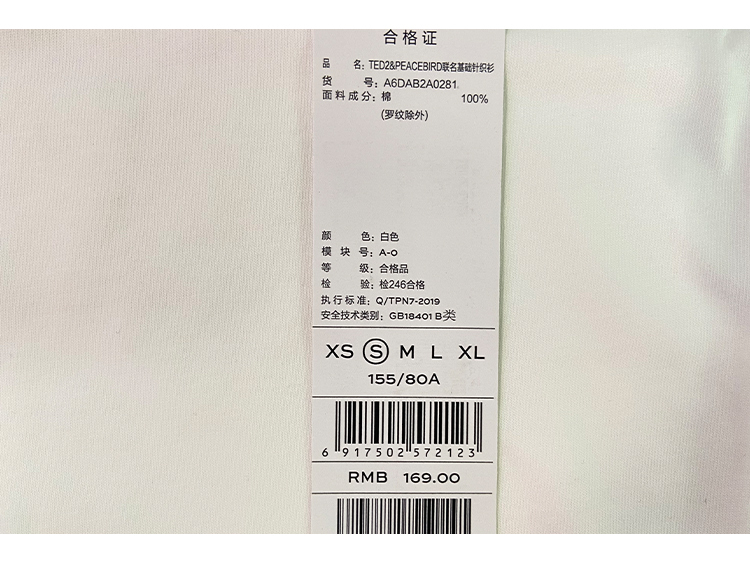 合格证
品 名：TED2&PEACEBIRD联名基础针织衫
货 号：A6DAB2A0281
面料成分：棉 100%
(罗纹除外)
颜 色：白色
模 块 号：A-O
等 级：合格品
检 验：检246合格
执行标准：Q/TPN7-2019
安全技术类别：GB18401 B类
XS S M L XL
155/80A
6 917502 572123
RMB 169.00